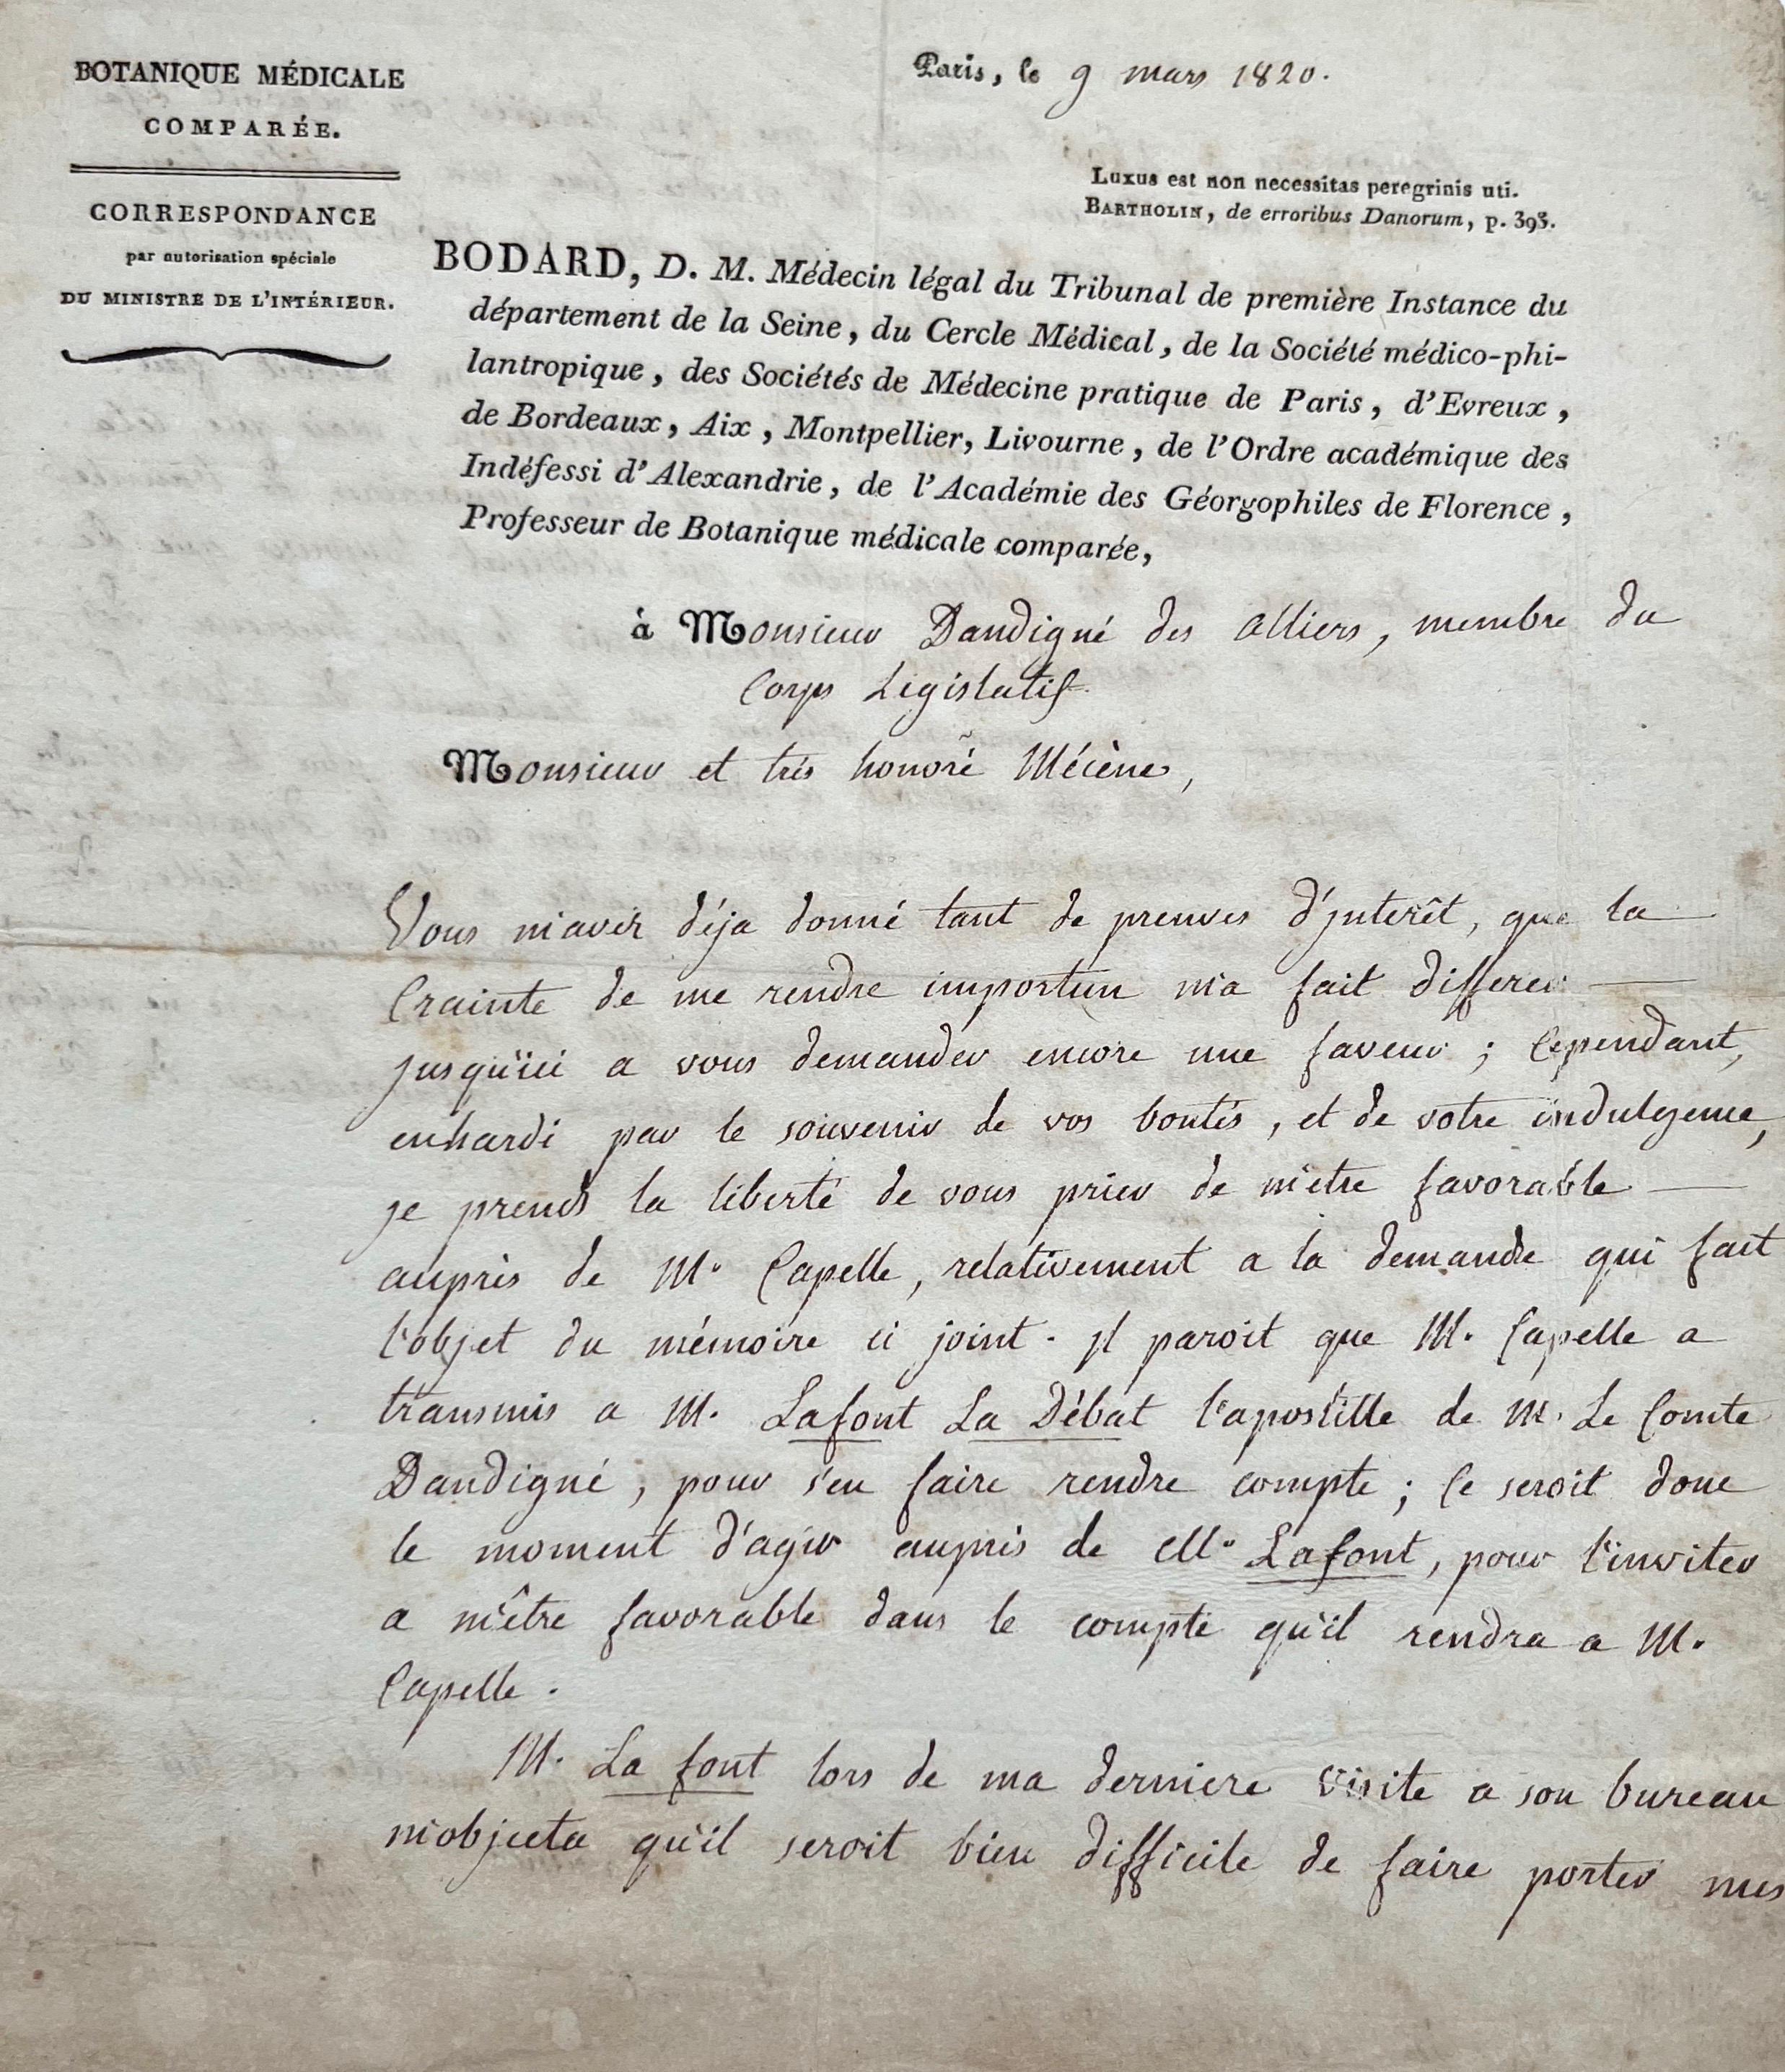 BOTANIQUE MÉDICALE
COMPARÉE.
CORRESPONDANCE
par autorisation spéciale
DU MINISTRE DE L'INTÉRIEUR.
Paris, le 9 mars 1820.
Luxus est non necessitas peregrinis uti.
BARTHOLIN, de erroribus Danorum, p. 393.
BODARD, D. M. Médecin légal du Tribunal de première Instance du
département de la Seine, du Cercle Médical, de la Société médico-phi-
lantropique, des Sociétés de Médecine pratique de Paris, d'Evreux,
de Bordeaux, Aix, Montpellier, Livourne, de l'Ordre académique des
Indéfessi d'Alexandrie, de l'Académie des Géorgophiles de Florence,
Professeur de Botanique médicale comparée,
à Monsieur Dandigné des Alliers, membre du
Corps Législatif
Monsieur et très honoré Mécène,
Vous m'avéz déja donné tant de preuves d'jnterêt, que la
Crainte de me rendre importun m'a fait differer —
jusqu'ici a vous demander encore une faveur ; Cependant,
enhardi par le souvenir de vos bontés, et de votre indulgence,
je prends la liberté de vous prier de m'etre favorable —
auprès de Mr Capelle, relativement a la demande qui fait
l'objet du mémoire ci joint. jl paroit que M. Capelle a
transmis a M. Lafont La Débat l'apostille de M. Le Comte
Dandigné, pour s'en faire rendre compte ; Ce seroit donc
le moment d'agir auprès de Mr Lafont, pour l'inviter
a m'être favorable dans le compte qu'il rendra a M.
Capelle.
M. La font lors de ma derniere visite a son bureau
m'objecta qu'il seroit bien difficile de faire porter mes